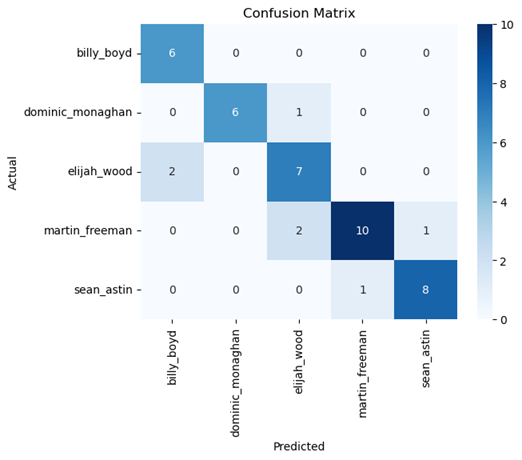 Confusion Matrix
Actual
billy_boyd 6 0 0 0 0
dominic_monaghan 0 6 1 0 0
elijah_wood 2 0 7 0 0
martin_freeman 0 0 2 10 1
sean_astin 0 0 0 1 8
billy_boyd dominic_monaghan elijah_wood martin_freeman sean_astin
Predicted
10
8
6
4
2
0